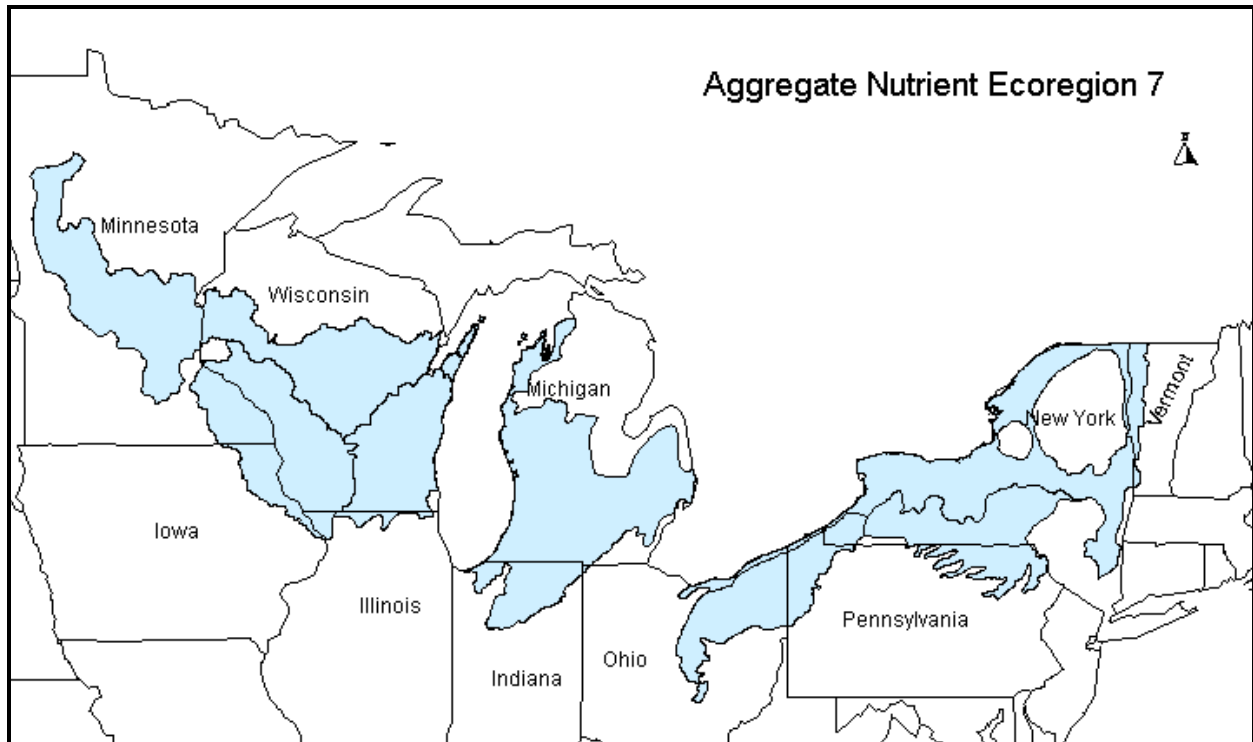 Aggregate Nutrient Ecoregion 7
Minnesota
Wisconsin
Michigan
New York
Vermont
Iowa
Illinois
Indiana
Ohio
Pennsylvania